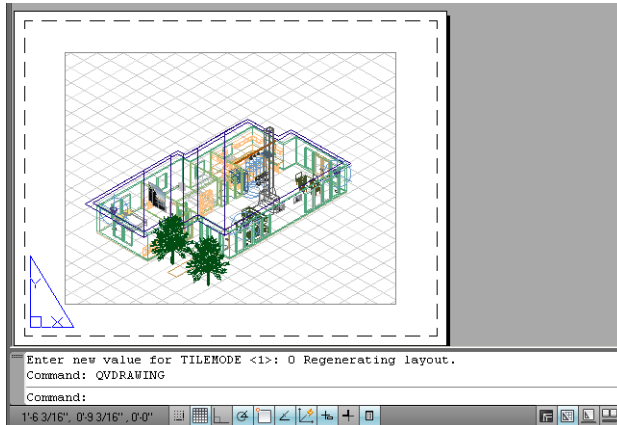 Y
X
Enter new value for TILEMODE <1>: 0 Regenerating layout.
Command: QVDRAWING
Command:
1'-6 3/16", 0'-9 3/16" , 0'-0"